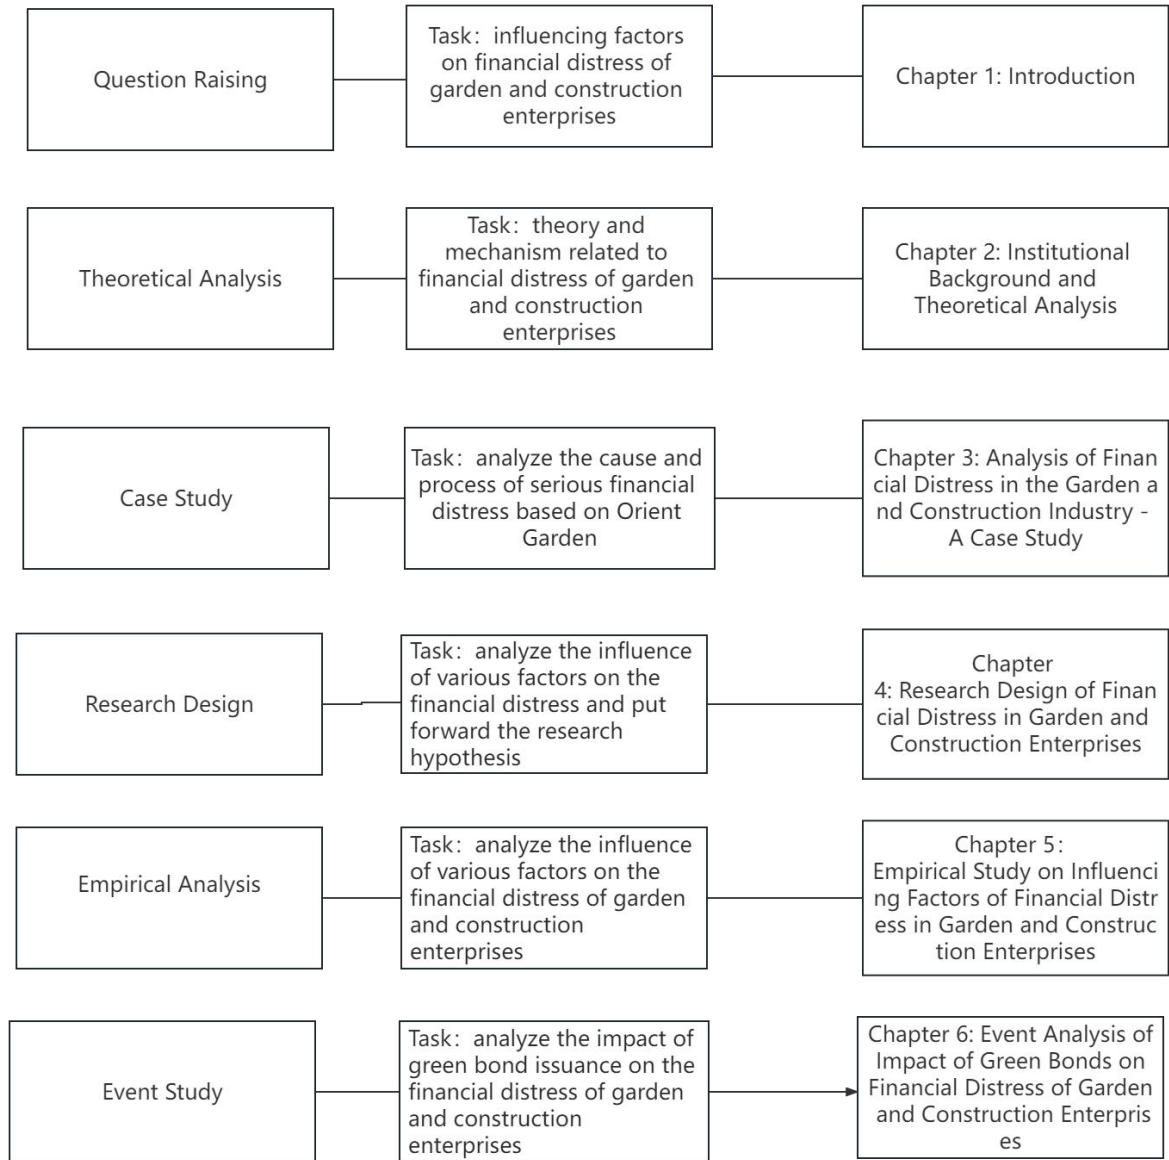 Question Raising
Task：influencing factors
on financial distress of
garden and construction
enterprises
Chapter 1: Introduction
Theoretical Analysis
Task：theory and
mechanism related to
financial distress of garden
and construction
enterprises
Chapter 2: Institutional
Background and
Theoretical Analysis
Case Study
Task：analyze the cause and
process of serious financial
distress based on Orient
Garden
Chapter 3: Analysis of Finan
cial Distress in the Garden a
nd Construction Industry -
A Case Study
Research Design
Task：analyze the influence
of various factors on the
financial distress and put
forward the research
hypothesis
Chapter
4: Research Design of Finan
cial Distress in Garden and
Construction Enterprises
Empirical Analysis
Task：analyze the influence
of various factors on the
financial distress of garden
and construction
enterprises
Chapter 5:
Empirical Study on Influenci
ng Factors of Financial Distr
ess in Garden and Construc
tion Enterprises
Event Study
Task：analyze the impact of
green bond issuance on the
financial distress of garden
and construction
enterprises
Chapter 6: Event Analysis of
Impact of Green Bonds on
Financial Distress of Garden
and Construction Enterpris
es